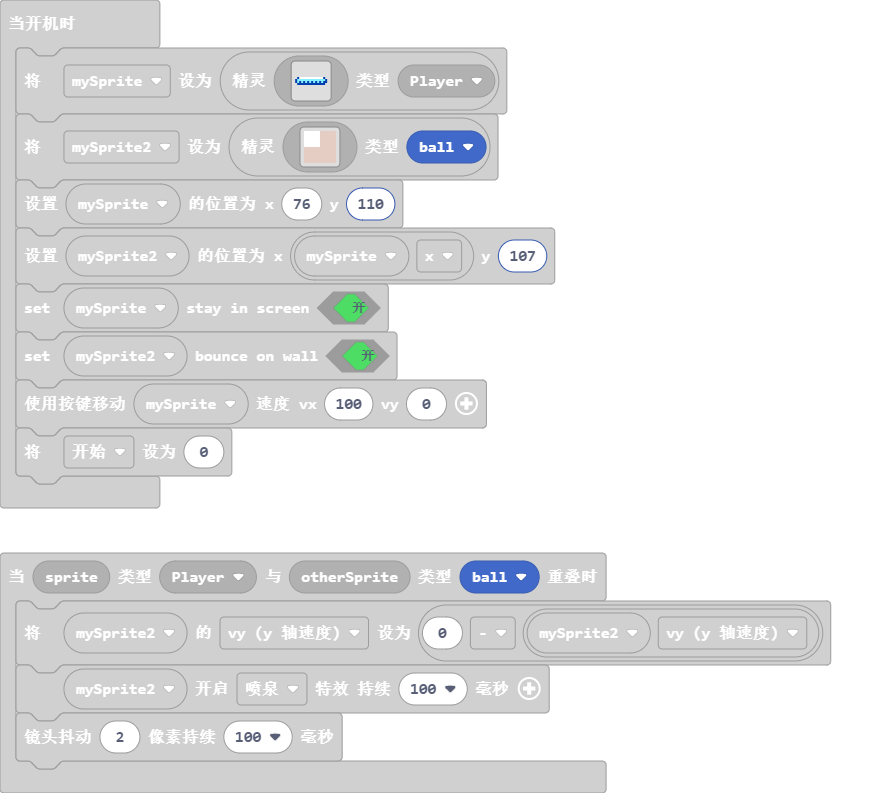 当开机时
将 mySprite 设为 精灵 类型 Player
将 mySprite2 设为 精灵 类型 ball
设置 mySprite 的位置为 x 76 y 110
设置 mySprite2 的位置为 x mySprite x y 107
set mySprite stay in screen 开
set mySprite2 bounce on wall 开
使用按键移动 mySprite 速度 vx 100 vy 0
将 开始 设为 0
当 sprite 类型 Player 与 otherSprite 类型 ball 重叠时
将 mySprite2 的 vy (y 轴速度) 设为 0 - mySprite2 vy (y 轴速度)
mySprite2 开启 喷泉 特效 持续 100 毫秒
镜头抖动 2 像素持续 100 毫秒